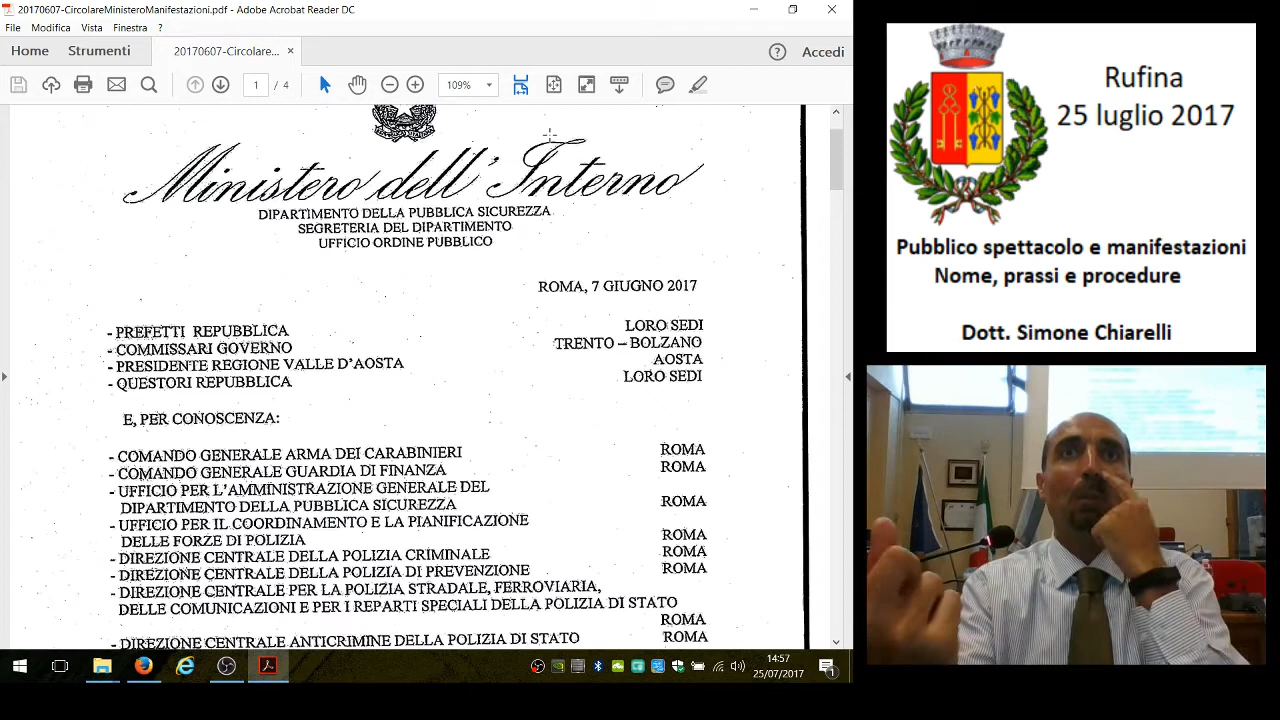 20170607-CircolareMinisteroManifestazioni.pdf - Adobe Acrobat Reader DC
File Modifica Vista Finestra ?
Home Strumenti 20170607-Circolare... × ? Accedi
1 / 4 109%
Ministero dell'Interno
DIPARTIMENTO DELLA PUBBLICA SICUREZZA
SEGRETERIA DEL DIPARTIMENTO
UFFICIO ORDINE PUBBLICO
ROMA, 7 GIUGNO 2017
- PREFETTI REPUBBLICA LORO SEDI
- COMMISSARI GOVERNO TRENTO – BOLZANO
- PRESIDENTE REGIONE VALLE D'AOSTA AOSTA
- QUESTORI REPUBBLICA LORO SEDI
E, PER CONOSCENZA:
- COMANDO GENERALE ARMA DEI CARABINIERI ROMA
- COMANDO GENERALE GUARDIA DI FINANZA ROMA
- UFFICIO PER L'AMMINISTRAZIONE GENERALE DEL
DIPARTIMENTO DELLA PUBBLICA SICUREZZA ROMA
- UFFICIO PER IL COORDINAMENTO E LA PIANIFICAZIONE
DELLE FORZE DI POLIZIA ROMA
- DIREZIONE CENTRALE DELLA POLIZIA CRIMINALE ROMA
- DIREZIONE CENTRALE DELLA POLIZIA DI PREVENZIONE ROMA
- DIREZIONE CENTRALE PER LA POLIZIA STRADALE, FERROVIARIA,
DELLE COMUNICAZIONI E PER I REPARTI SPECIALI DELLA POLIZIA DI STATO
ROMA
- DIREZIONE CENTRALE ANTICRIMINE DELLA POLIZIA DI STATO ROMA
14:57
25/07/2017
1
Rufina
25 luglio 2017
Pubblico spettacolo e manifestazioni
Nome, prassi e procedure
Dott. Simone Chiarelli